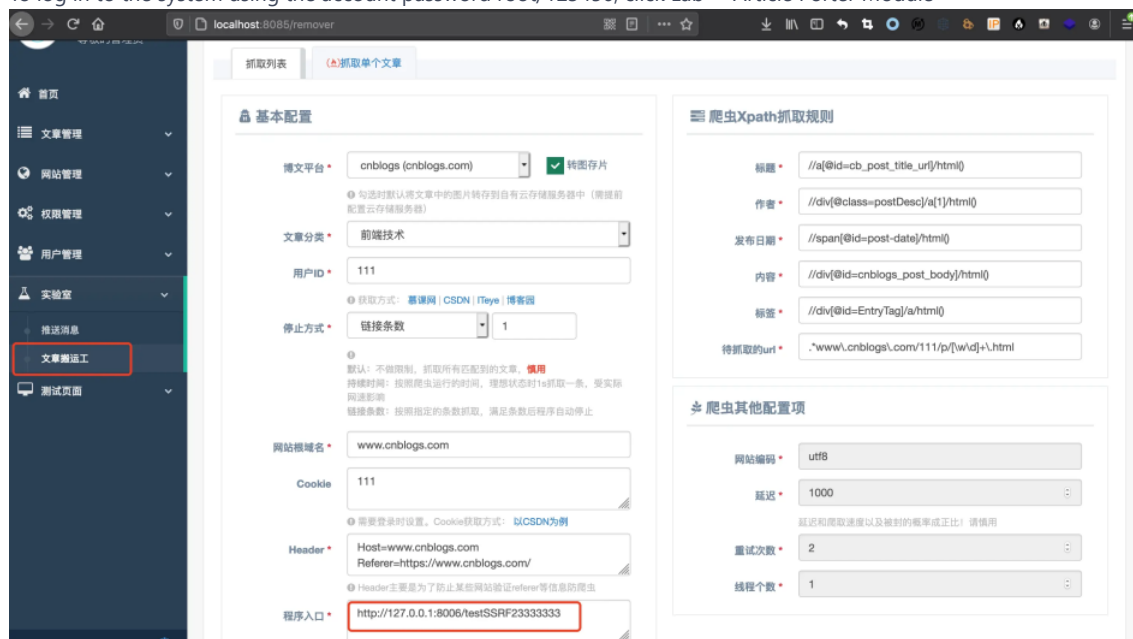 localhost:8085/remover
抓取列表
抓取单个文章
首页
文章管理
网站管理
权限管理
用户管理
实验室
推送消息
文章搬运工
测试页面
基本配置
博文平台 * cnblogs (cnblogs.com) 转图存片
勾选时默认将文章中的图片转存到自有云存储服务器中（需提前
配置云存储服务器）
文章分类 * 前端技术
用户ID * 111
获取方式： 慕课网 | CSDN | ITeye | 博客园
停止方式 * 链接条数 1
默认：不做限制，抓取所有匹配到的文章，慎用
持续时间：按照爬虫运行的时间，理想状态时1s抓取一条，受实际
网速影响
链接条数：按照指定的条数抓取，满足条数后程序自动停止
网站根域名 * www.cnblogs.com
Cookie 111
需要登录时设置。Cookie获取方式： 以CSDN为例
Header * Host=www.cnblogs.com
Referer=https://www.cnblogs.com/
Header主要是为了防止某些网站验证referer等信息防爬虫
程序入口 * http://127.0.0.1:8006/testSSRF23333333
爬虫Xpath抓取规则
标题 * //a[@id=cb_post_title_url]/html()
作者 * //div[@class=postDesc]/a[1]/html()
发布日期 * //span[@id=post-date]/html()
内容 * //div[@id=cnblogs_post_body]/html()
标签 * //div[@id=EntryTag]/a/html()
待抓取的url * .*www\.cnblogs\.com/111/p/[\w\d]+\.html
爬虫其他配置项
网站编码 * utf8
延迟 * 1000
延迟和爬取速度以及被封的概率成正比！请慎用
重试次数 * 2
线程个数 * 1